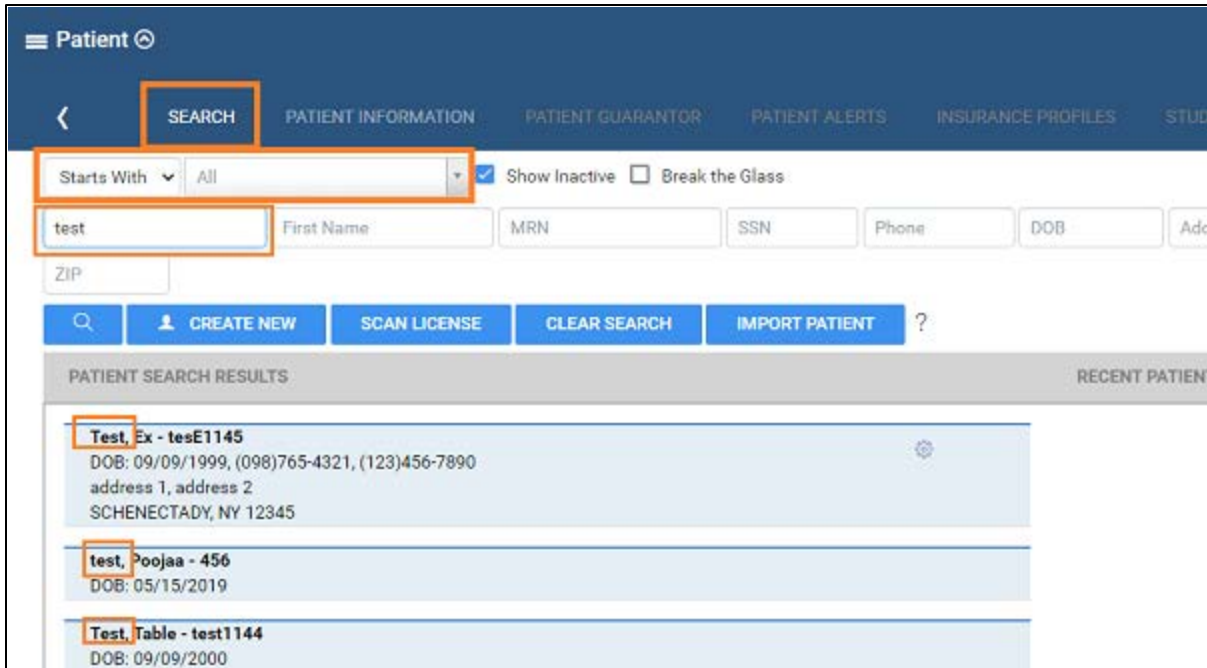 Patient
SEARCH PATIENT INFORMATION PATIENT GUARANTOR PATIENT ALERTS INSURANCE PROFILES
Starts With All Show Inactive Break the Glass
test First Name MRN SSN Phone DOB
ZIP
CREATE NEW SCAN LICENSE CLEAR SEARCH IMPORT PATIENT ?
PATIENT SEARCH RESULTS RECENT
Test, Ex - tesE1145
DOB: 09/09/1999, (098)765-4321, (123)456-7890
address 1, address 2
SCHENECTADY, NY 12345
test, Poojaa - 456
DOB: 05/15/2019
Test, Table - test1144
DOB: 09/09/2000